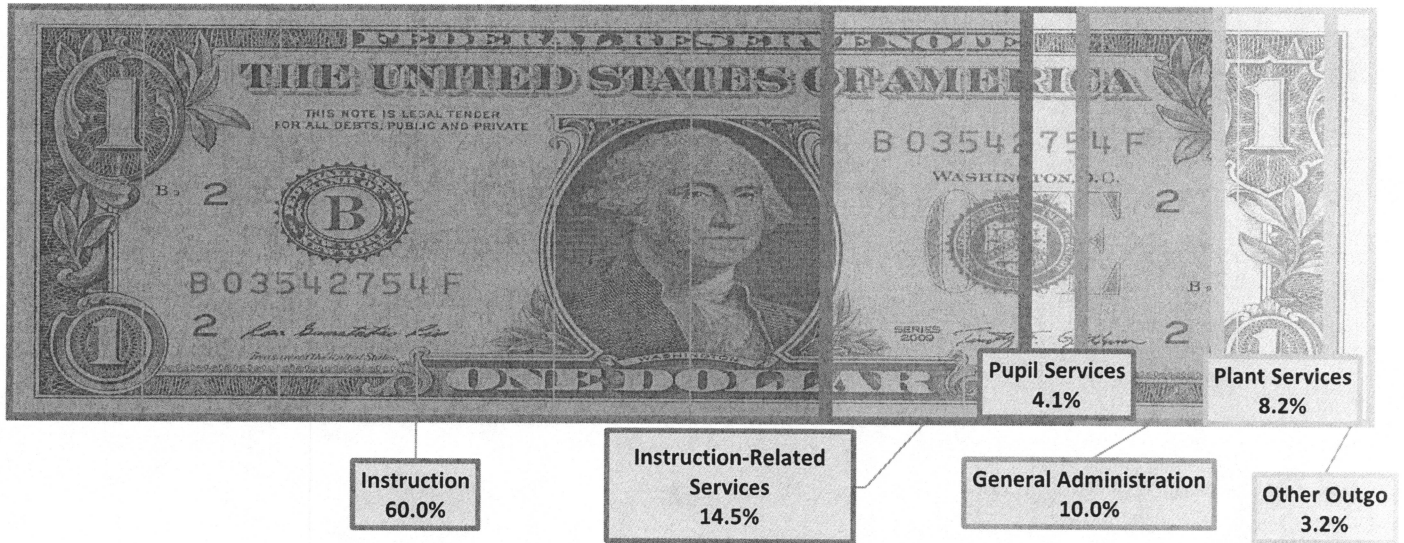 FEDERAL RESERVE NOTE
THE UNITED STATES OF AMERICA
THIS NOTE IS LEGAL TENDER
FOR ALL DEBTS, PUBLIC AND PRIVATE
B 03542754 F
WASHINGTON, D.C.
B 2
2
B
B 03542754 F
2
SERIES
2009
2
WASHINGTON
ONE DOLLAR
1
1
1
1
Pupil Services
4.1%
Plant Services
8.2%
Instruction
60.0%
Instruction-Related
Services
14.5%
General Administration
10.0%
Other Outgo
3.2%